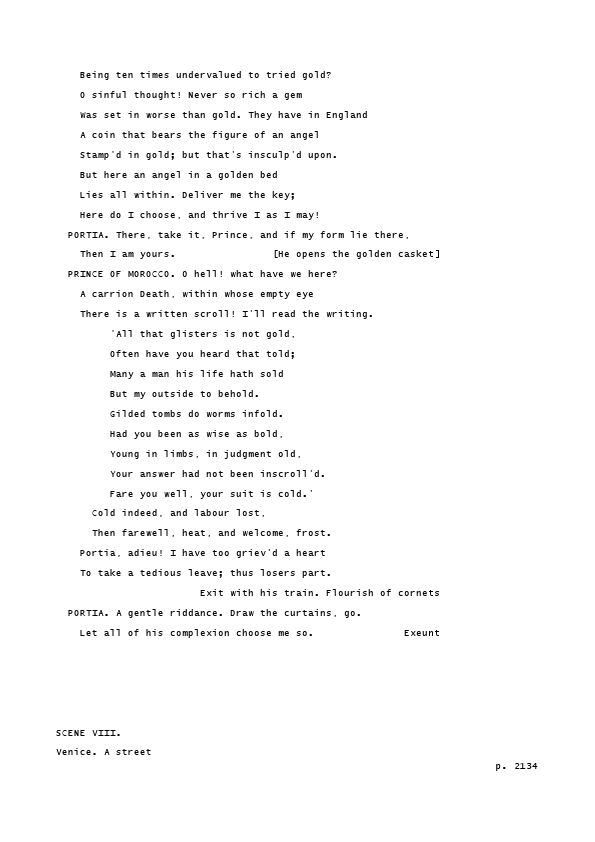 Being ten times undervalued to tried gold?
O sinful thought! Never so rich a gem
Was set in worse than gold. They have in England
A coin that bears the figure of an angel
Stamp'd in gold; but that's insculp'd upon.
But here an angel in a golden bed
Lies all within. Deliver me the key;
Here do I choose, and thrive I as I may!
PORTIA. There, take it, Prince, and if my form lie there,
Then I am yours. [He opens the golden casket]
PRINCE OF MOROCCO. O hell! what have we here?
A carrion Death, within whose empty eye
There is a written scroll! I'll read the writing.
'All that glisters is not gold,
Often have you heard that told;
Many a man his life hath sold
But my outside to behold.
Gilded tombs do worms infold.
Had you been as wise as bold,
Young in limbs, in judgment old,
Your answer had not been inscroll'd.
Fare you well, your suit is cold.'
Cold indeed, and labour lost,
Then farewell, heat, and welcome, frost.
Portia, adieu! I have too griev'd a heart
To take a tedious leave; thus losers part.
Exit with his train. Flourish of cornets
PORTIA. A gentle riddance. Draw the curtains, go.
Let all of his complexion choose me so. Exeunt
SCENE VIII.
Venice. A street
p. 2134